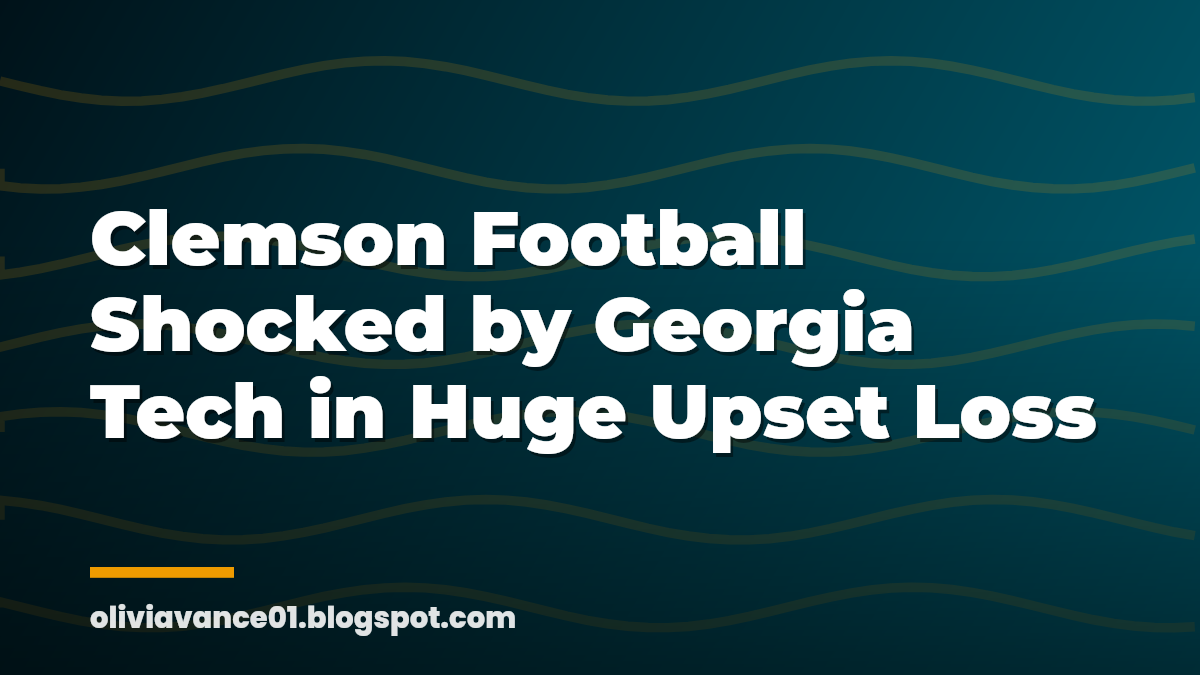 Clemson Football
Shocked by Georgia
Tech in Huge Upset Loss
oliviavance01.blogspot.com